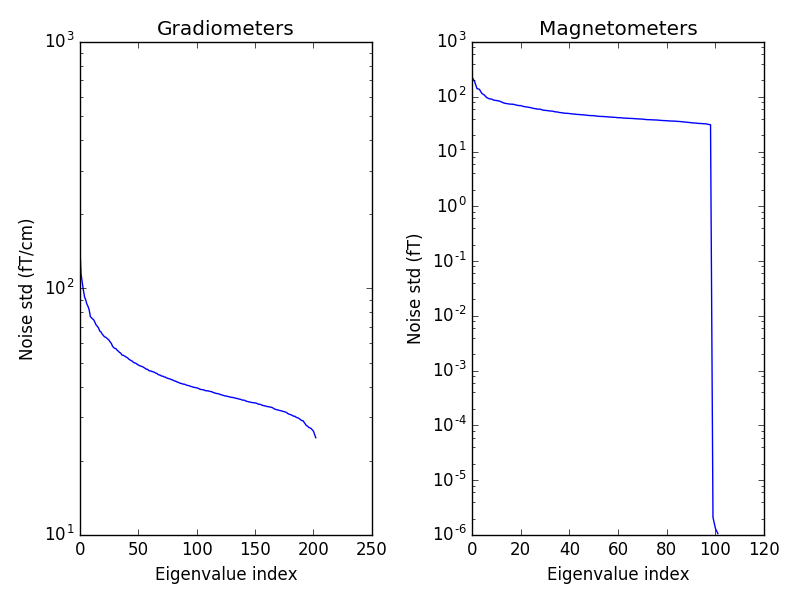 Gradiometers
10^3
10^2
10^1
Noise std (fT/cm)
0 50 100 150 200 250
Eigenvalue index
Magnetometers
10^3
10^2
10^1
10^0
10^-1
10^-2
10^-3
10^-4
10^-5
10^-6
Noise std (fT)
0 20 40 60 80 100 120
Eigenvalue index